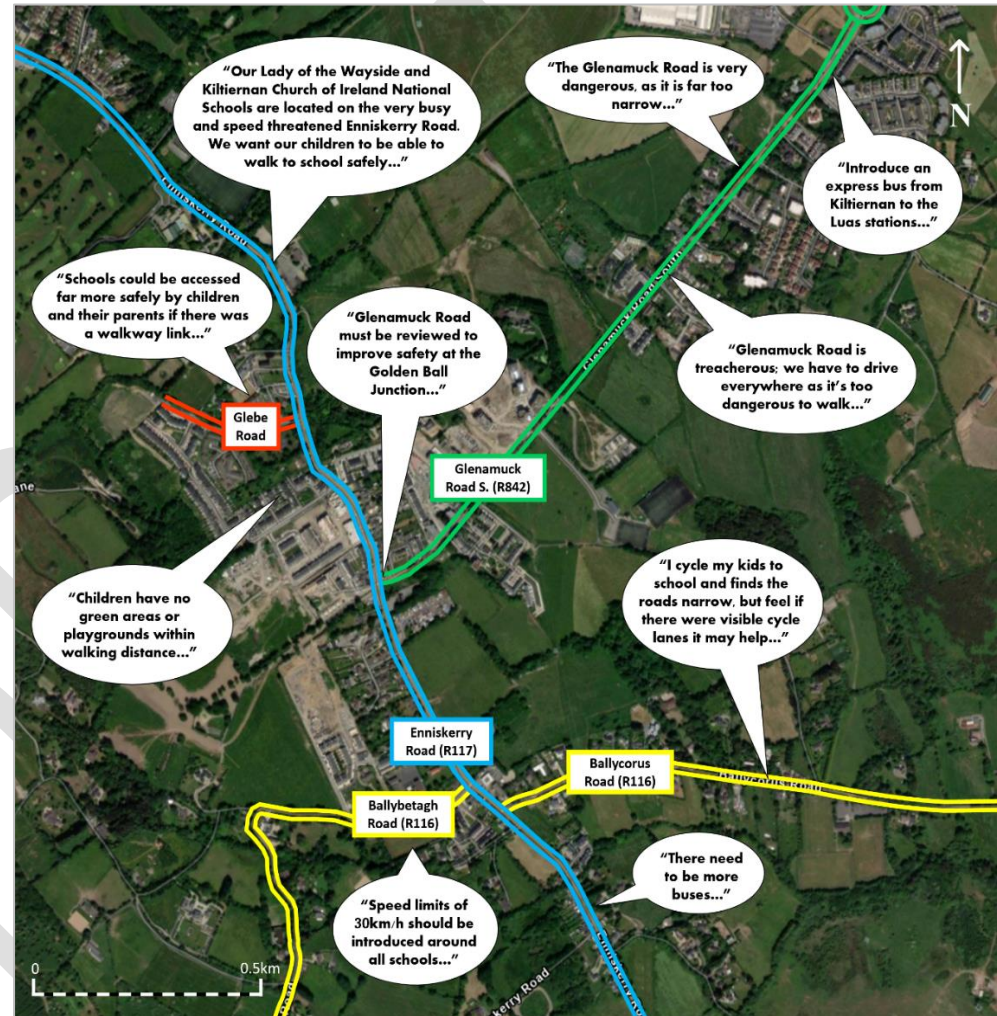 “Our Lady of the Wayside and
Kiltiernan Church of Ireland National
Schools are located on the very busy
and speed threatened Enniskerry Road.
We want our children to be able to
walk to school safely...”
“The Glenamuck Road is very
dangerous, as it is far too
narrow...”
N
“Introduce an
express bus from
Kiltiernan to the
Luas stations...”
Enniskerry Road
“Schools could be accessed
far more safely by children
and their parents if there was
a walkway link...”
“Glenamuck Road
must be reviewed to
improve safety at the
Golden Ball
Junction...”
Glenamuck Road South
“Glenamuck Road is
treacherous; we have to drive
everywhere as it’s too
dangerous to walk...”
Glebe
Road
Glenamuck
Road S. (R842)
ane
“Children have no
green areas or
playgrounds within
walking distance...”
“I cycle my kids to
school and finds the
roads narrow, but feel if
there were visible cycle
lanes it may help...”
Enniskerry
Road (R117)
Ballycorus
Road (R116)
Ballycorus Road
Ballybetagh
Road (R116)
“Speed limits of
30km/h should be
introduced around
all schools...”
“There need
to be more
buses...”
0
0.5km
Road
skerry Road
Enniskerry Ro